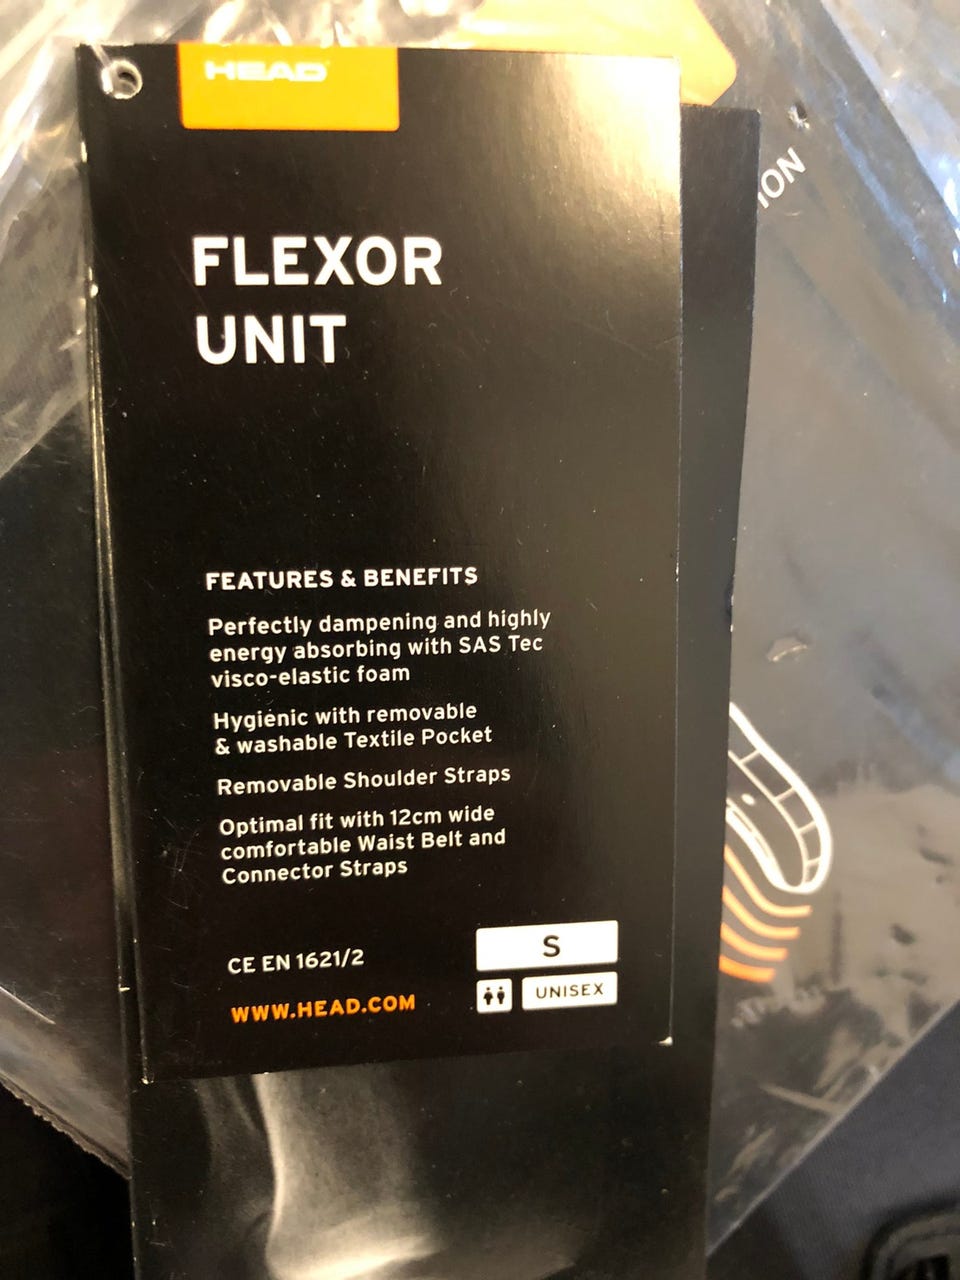 HEAD
FLEXOR
UNIT
FEATURES & BENEFITS
Perfectly dampening and highly
energy absorbing with SAS Tec
visco-elastic foam
Hygienic with removable
& washable Textile Pocket
Removable Shoulder Straps
Optimal fit with 12cm wide
comfortable Waist Belt and
Connector Straps
CE EN 1621/2
S
UNISEX
WWW.HEAD.COM